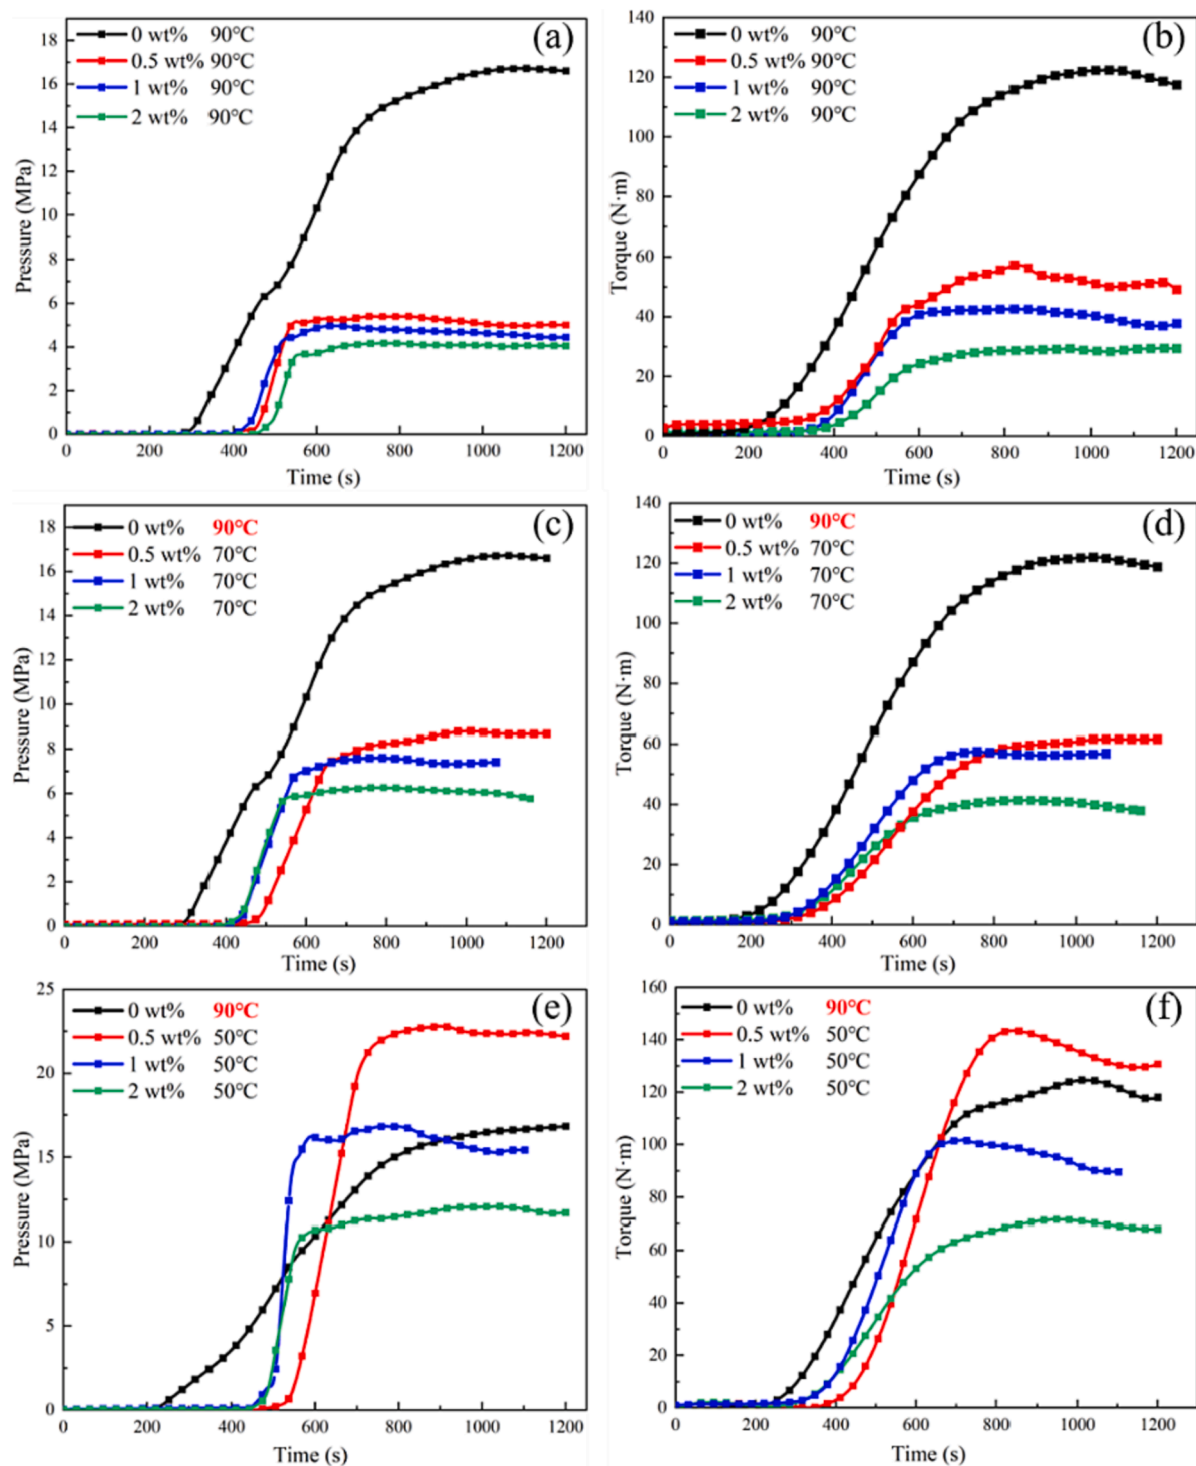 (a)
0 wt% 90°C
0.5 wt% 90°C
1 wt% 90°C
2 wt% 90°C
18
16
14
12
10
8
6
4
2
0
Pressure (MPa)
0 200 400 600 800 1000 1200
Time (s)
(b)
0 wt% 90°C
0.5 wt% 90°C
1 wt% 90°C
2 wt% 90°C
140
120
100
80
60
40
20
0
Torque (N·m)
0 200 400 600 800 1000 1200
Time (s)
(c)
0 wt% 90°C
0.5 wt% 70°C
1 wt% 70°C
2 wt% 70°C
18
16
14
12
10
8
6
4
2
0
Pressure (MPa)
0 200 400 600 800 1000 1200
Time (s)
(d)
0 wt% 90°C
0.5 wt% 70°C
1 wt% 70°C
2 wt% 70°C
140
120
100
80
60
40
20
0
Torque (N·m)
0 200 400 600 800 1000 1200
Time (s)
(e)
0 wt% 90°C
0.5 wt% 50°C
1 wt% 50°C
2 wt% 50°C
25
20
15
10
5
0
Pressure (MPa)
0 200 400 600 800 1000 1200
Time (s)
(f)
0 wt% 90°C
0.5 wt% 50°C
1 wt% 50°C
2 wt% 50°C
160
140
120
100
80
60
40
20
0
Torque (N·m)
0 200 400 600 800 1000 1200
Time (s)